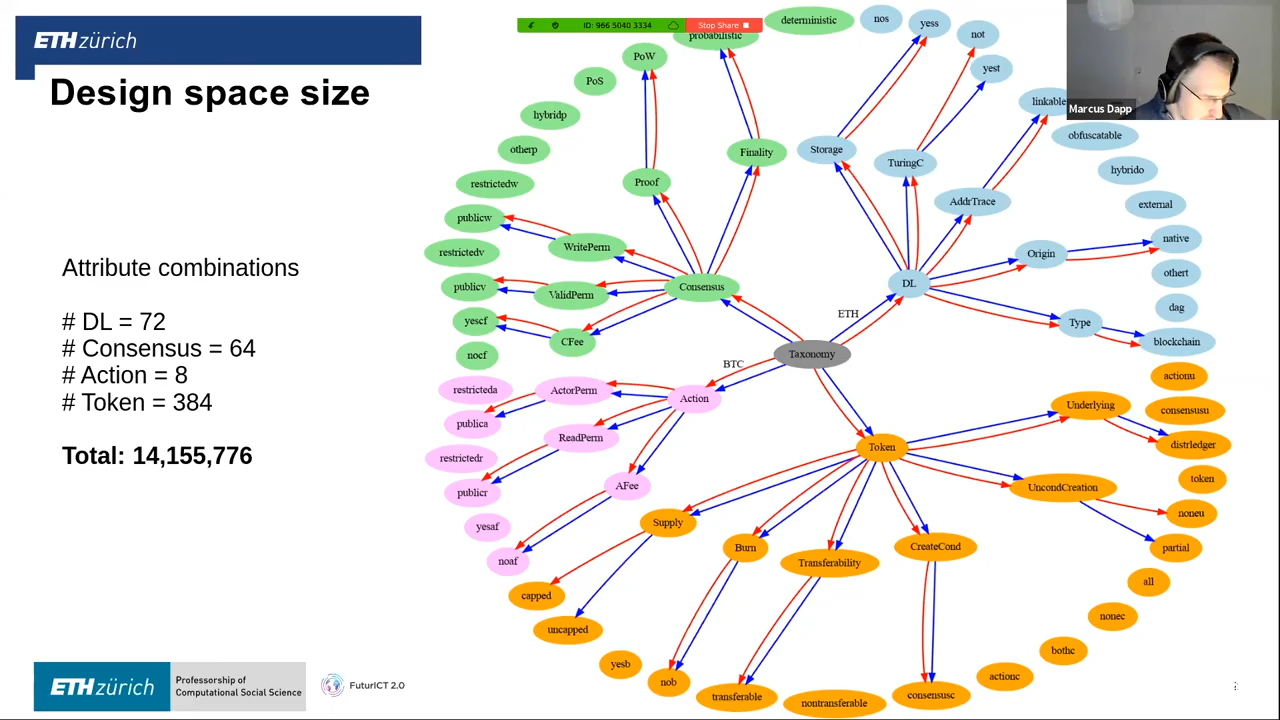 ETH zürich
Design space size
Attribute combinations
# DL = 72
# Consensus = 64
# Action = 8
# Token = 384
Total: 14,155,776
ETH zürich
Professorship of
Computational Social Science
FuturICT 2.0
ID: 966 5040 3334
Stop Share
Marcus Dapp
probabilistic
deterministic
nos
yess
not
yest
linkable
obfuscatable
hybrido
external
native
othert
dag
blockchain
PoW
PoS
hybridp
otherp
restrictedw
publicw
restrictedv
publicv
yescf
nocf
Finality
Proof
WritePerm
ValidPerm
CFee
Consensus
Storage
TuringC
AddrTrace
Origin
DL
Type
ETH
Taxonomy
BTC
restricteda
publica
restrictedr
publicr
yesaf
noaf
ActorPerm
ReadPerm
AFee
Action
Token
Underlying
UncondCreation
CreateCond
Transferability
Burn
Supply
actionu
consensusu
distrledger
token
noneu
partial
all
nonec
bothc
actionc
consensusc
nontransferable
transferable
nob
yesb
uncapped
capped